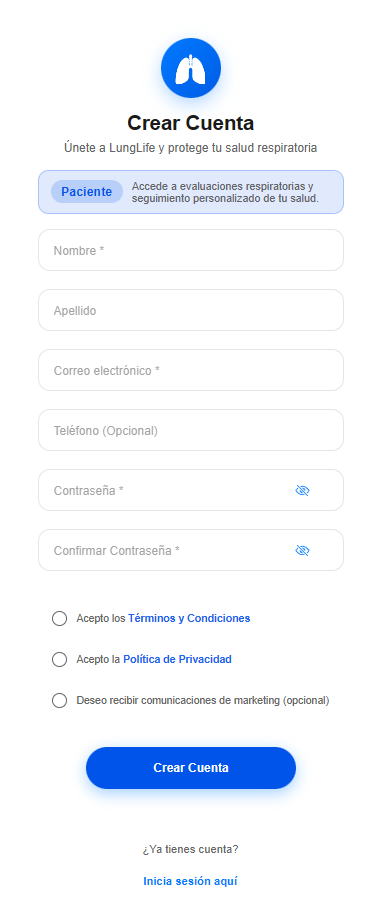 Crear Cuenta
Únete a LungLife y protege tu salud respiratoria
Paciente
Accede a evaluaciones respiratorias y
seguimiento personalizado de tu salud.
Nombre *
Apellido
Correo electrónico *
Teléfono (Opcional)
Contraseña *
Confirmar Contraseña *
Acepto los Términos y Condiciones
Acepto la Política de Privacidad
Deseo recibir comunicaciones de marketing (opcional)
Crear Cuenta
¿Ya tienes cuenta?
Inicia sesión aquí